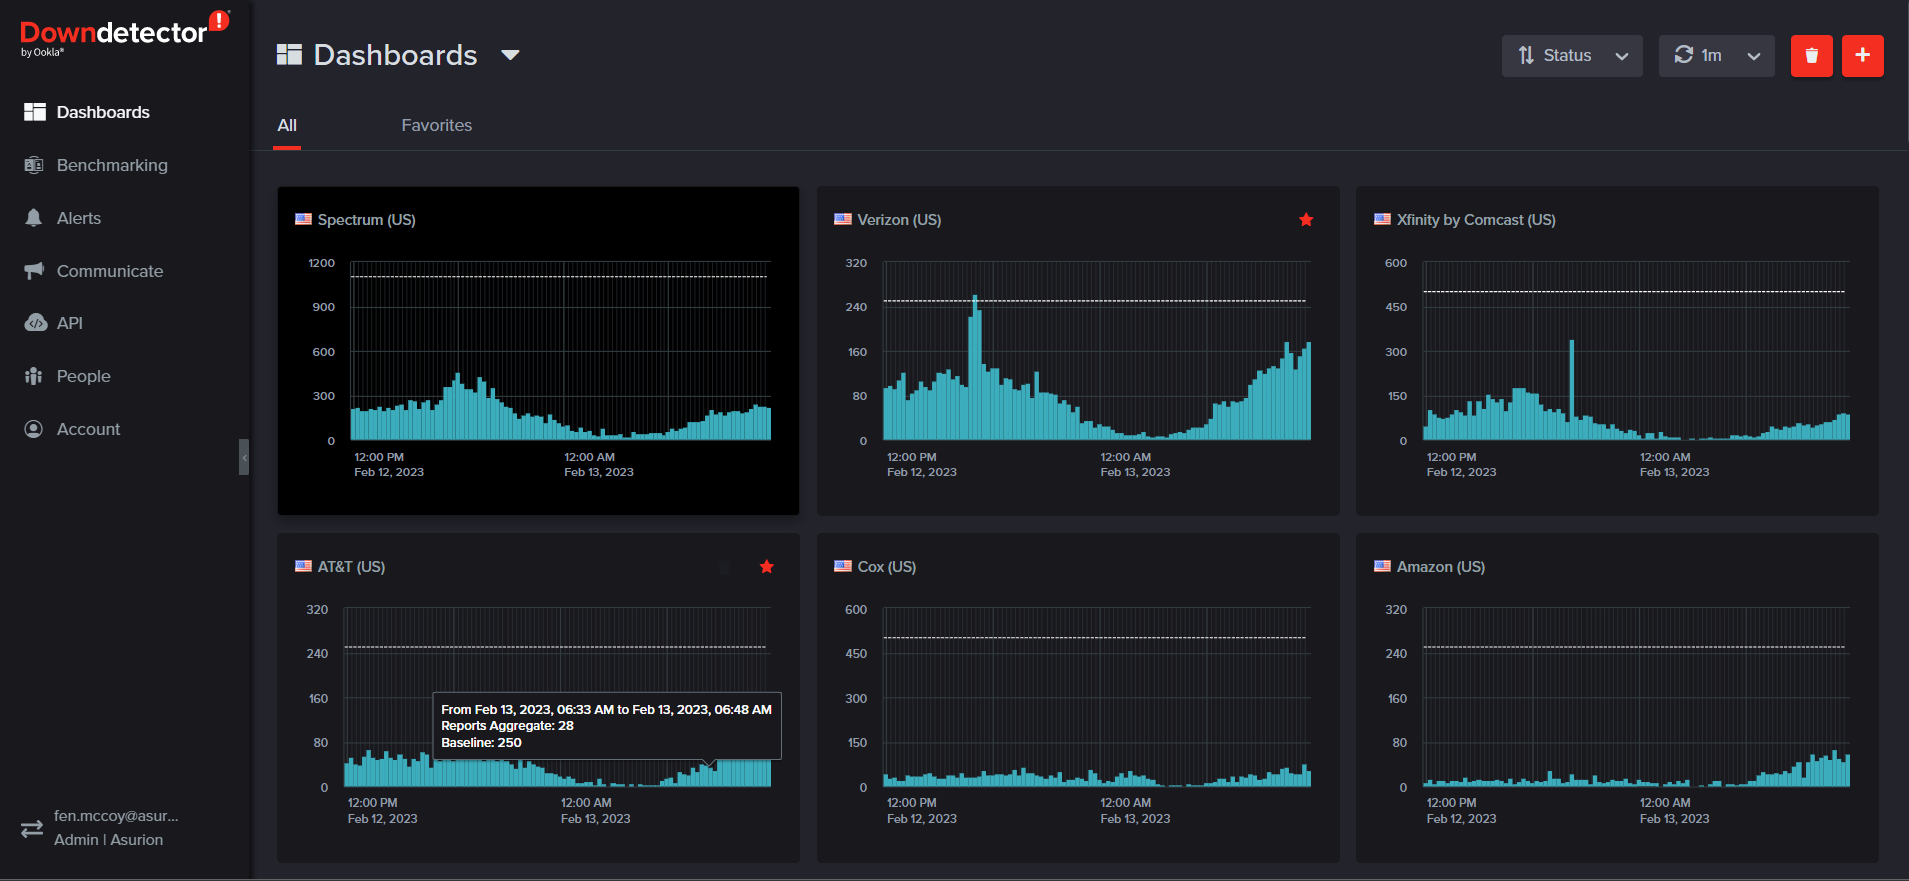 Downdetector
by Ookla®
Dashboards
Benchmarking
Alerts
Communicate
API
People
Account
fen.mccoy@asur...
Admin | Asurion
Dashboards
Status
1m
All
Favorites
Spectrum (US)
1200
900
600
300
0
12:00 PM
Feb 12, 2023
12:00 AM
Feb 13, 2023
Verizon (US)
320
240
160
80
0
12:00 PM
Feb 12, 2023
12:00 AM
Feb 13, 2023
Xfinity by Comcast (US)
600
450
300
150
0
12:00 PM
Feb 12, 2023
12:00 AM
Feb 13, 2023
AT&T (US)
320
240
160
80
0
From Feb 13, 2023, 06:33 AM to Feb 13, 2023, 06:48 AM
Reports Aggregate: 28
Baseline: 250
12:00 PM
Feb 12, 2023
12:00 AM
Feb 13, 2023
Cox (US)
600
450
300
150
0
12:00 PM
Feb 12, 2023
12:00 AM
Feb 13, 2023
Amazon (US)
320
240
160
80
0
12:00 PM
Feb 12, 2023
12:00 AM
Feb 13, 2023